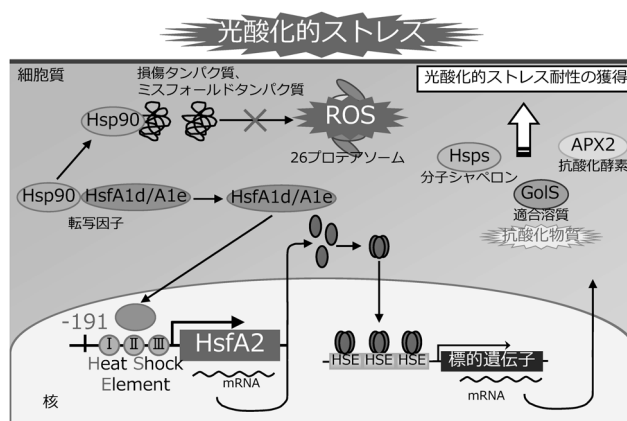 光酸化的ストレス
細胞質
損傷タンパク質、
ミスフォールドタンパク質
光酸化的ストレス耐性の獲得
Hsp90
ROS
26プロテアソーム
Hsps
分子シャペロン
APX2
抗酸化酵素
GolS
適合溶質
抗酸化物質
Hsp90
HsfA1d/A1e
HsfA1d/A1e
転写因子
-191
I
II
III
HsfA2
Heat Shock
Element
mRNA
HSE
HSE
HSE
標的遺伝子
mRNA
核